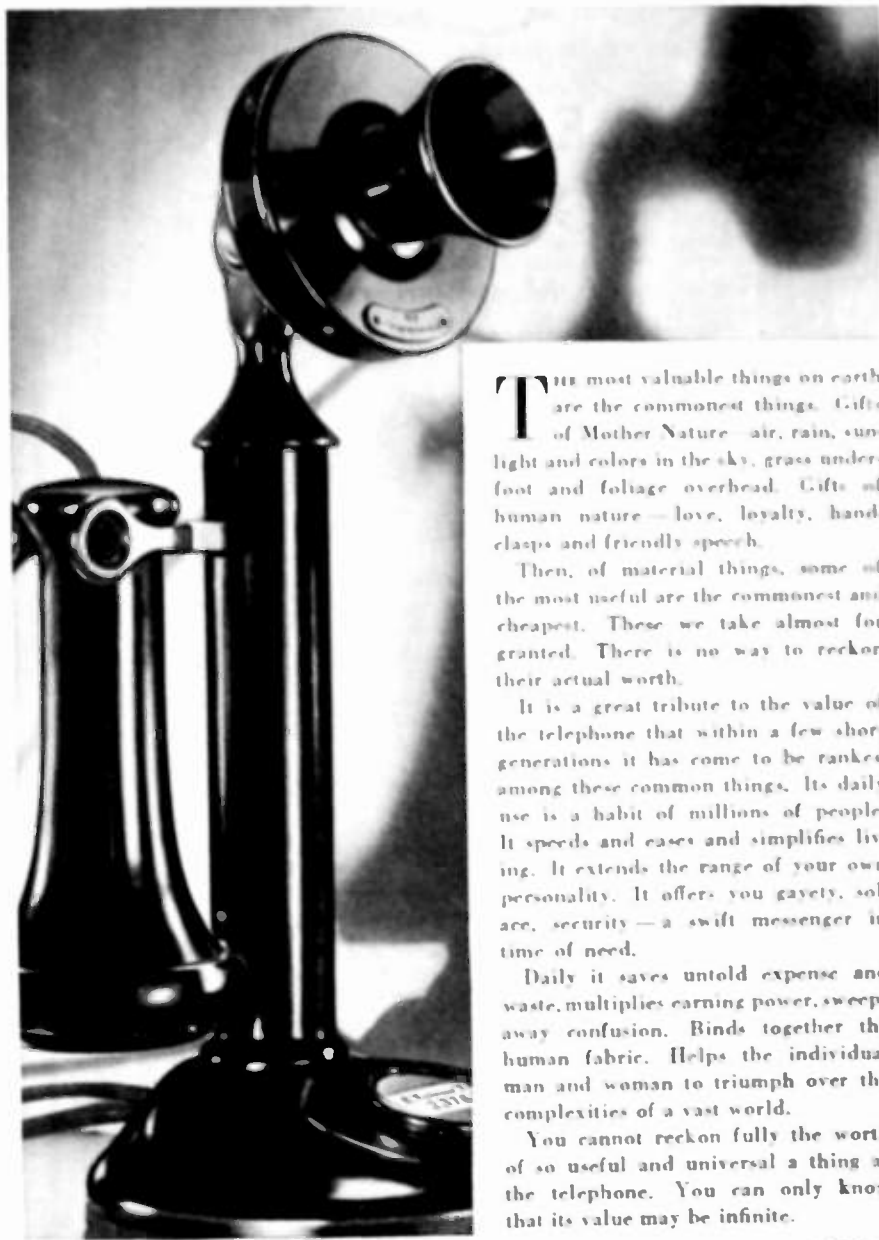 THE most valuable things on earth
are the commonest things. Gifts
of Mother Nature—air, rain, sun-
light and colors in the sky, grass under-
foot and foliage overhead. Gifts of
human nature—love, loyalty, hand-
clasps and friendly speech.
Then, of material things, some of
the most useful are the commonest and
cheapest. These we take almost for
granted. There is no way to reckon
their actual worth.
It is a great tribute to the value of
the telephone that within a few shor
generations it has come to be ranked
among these common things. Its daily
use is a habit of millions of people
It speeds and eases and simplifies liv-
ing. It extends the range of your own
personality. It offers you gayety, sol-
ace, security—a swift messenger in
time of need.
Daily it saves untold expense and
waste, multiplies earning power, sweep
away confusion. Binds together th
human fabric. Helps the individua
man and woman to triumph over th
complexities of a vast world.
You cannot reckon fully the wort
of so useful and universal a thing a
the telephone. You can only know
that its value may be infinite.
2376